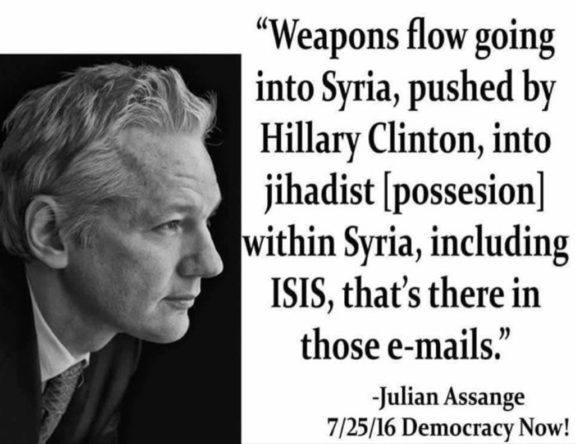 “Weapons flow going
into Syria, pushed by
Hillary Clinton, into
jihadist [possesion]
within Syria, including
ISIS, that’s there in
those e-mails.”
-Julian Assange
7/25/16 Democracy Now!